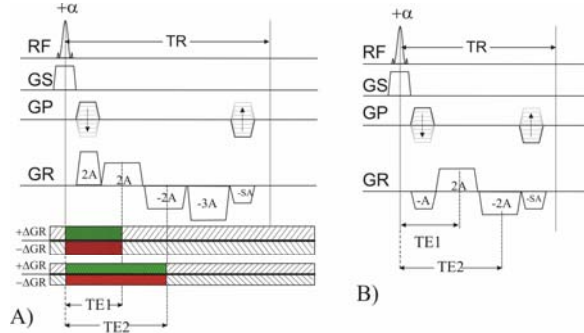 +α
RF
TR
GS
GP
GR
2A
2A
-2A
-3A
-SA
+ΔGR
−ΔGR
+ΔGR
−ΔGR
TE1
TE2
A)
+α
RF
TR
GS
GP
GR
-A
2A
-2A
-SA
TE1
TE2
B)